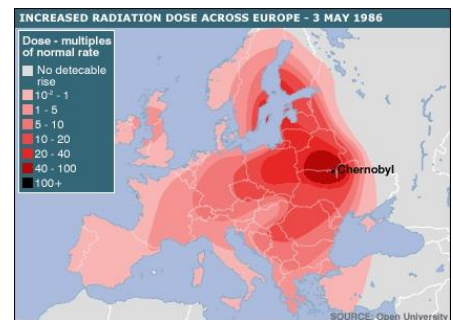 INCREASED RADIATION DOSE ACROSS EUROPE - 3 MAY 1986
Dose - multiples
of normal rate
No detecable
rise
10⁻² - 1
1 - 5
5 - 10
10 - 20
20 - 40
40 - 100
100+
Chernobyl
SOURCE: Open University